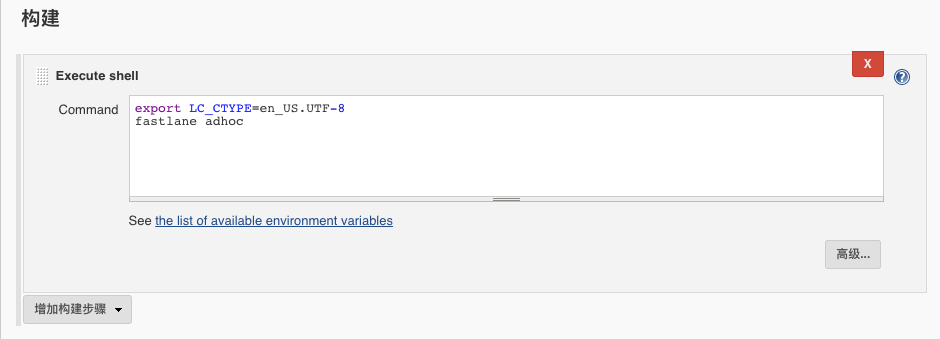 构建
X
Execute shell
Command
export LC_CTYPE=en_US.UTF-8
fastlane adhoc
See the list of available environment variables
高级...
增加构建步骤